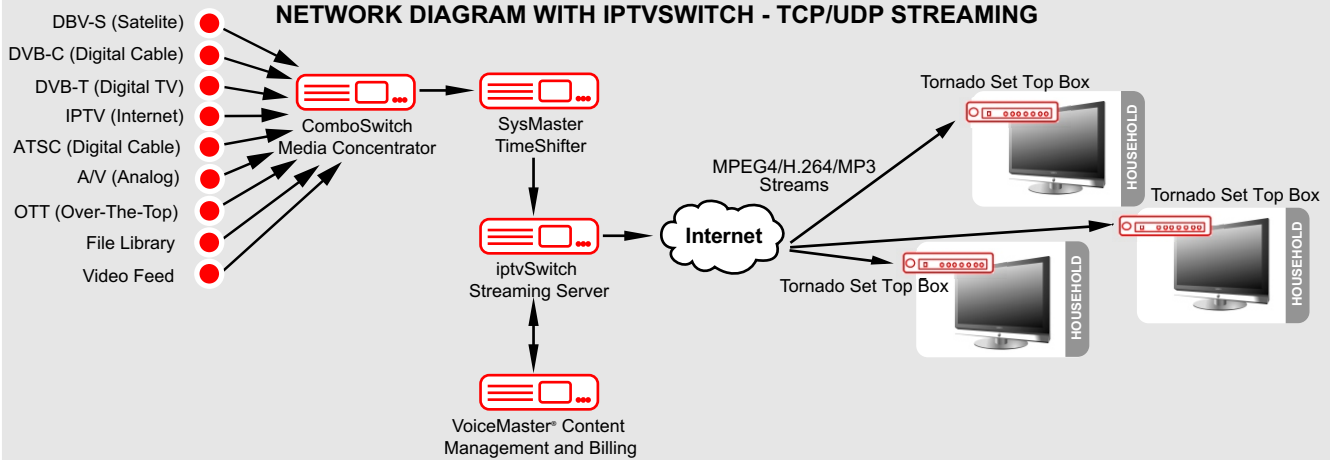 NETWORK DIAGRAM WITH IPTVSWITCH - TCP/UDP STREAMING
DBV-S (Satelite)
DVB-C (Digital Cable)
DVB-T (Digital TV)
IPTV (Internet)
ATSC (Digital Cable)
A/V (Analog)
OTT (Over-The-Top)
File Library
Video Feed
ComboSwitch
Media Concentrator
SysMaster
TimeShifter
iptvSwitch
Streaming Server
VoiceMaster® Content
Management and Billing
Internet
MPEG4/H.264/MP3
Streams
Tornado Set Top Box
HOUSEHOLD
Tornado Set Top Box
HOUSEHOLD
Tornado Set Top Box
HOUSEHOLD